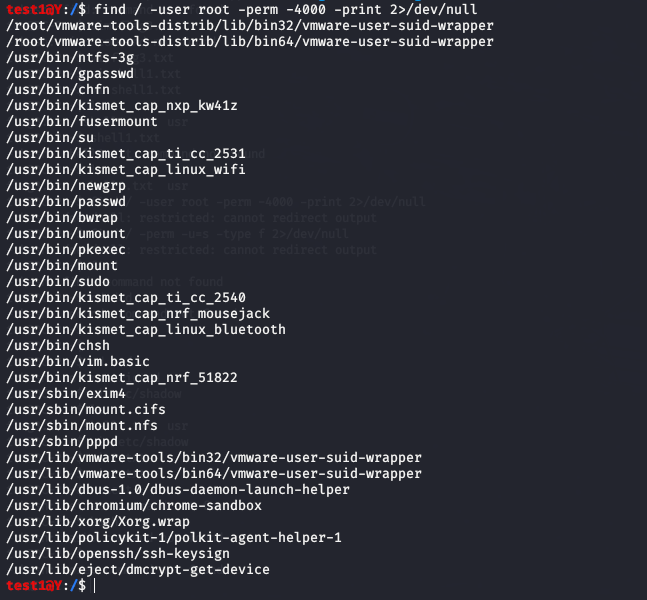 test1@Y:/$ find / -user root -perm -4000 -print 2>/dev/null
/root/vmware-tools-distrib/lib/bin32/vmware-user-suid-wrapper
/root/vmware-tools-distrib/lib/bin64/vmware-user-suid-wrapper
/usr/bin/ntfs-3g
/usr/bin/gpasswd
/usr/bin/chfn
/usr/bin/kismet_cap_nxp_kw41z
/usr/bin/fusermount
/usr/bin/su
/usr/bin/kismet_cap_ti_cc_2531
/usr/bin/kismet_cap_linux_wifi
/usr/bin/newgrp
/usr/bin/passwd
/usr/bin/bwrap
/usr/bin/umount
/usr/bin/pkexec
/usr/bin/mount
/usr/bin/sudo
/usr/bin/kismet_cap_ti_cc_2540
/usr/bin/kismet_cap_nrf_mousejack
/usr/bin/kismet_cap_linux_bluetooth
/usr/bin/chsh
/usr/bin/vim.basic
/usr/bin/kismet_cap_nrf_51822
/usr/sbin/exim4
/usr/sbin/mount.cifs
/usr/sbin/mount.nfs
/usr/sbin/pppd
/usr/lib/vmware-tools/bin32/vmware-user-suid-wrapper
/usr/lib/vmware-tools/bin64/vmware-user-suid-wrapper
/usr/lib/dbus-1.0/dbus-daemon-launch-helper
/usr/lib/chromium/chrome-sandbox
/usr/lib/xorg/Xorg.wrap
/usr/lib/policykit-1/polkit-agent-helper-1
/usr/lib/openssh/ssh-keysign
/usr/lib/eject/dmcrypt-get-device
test1@Y:/$